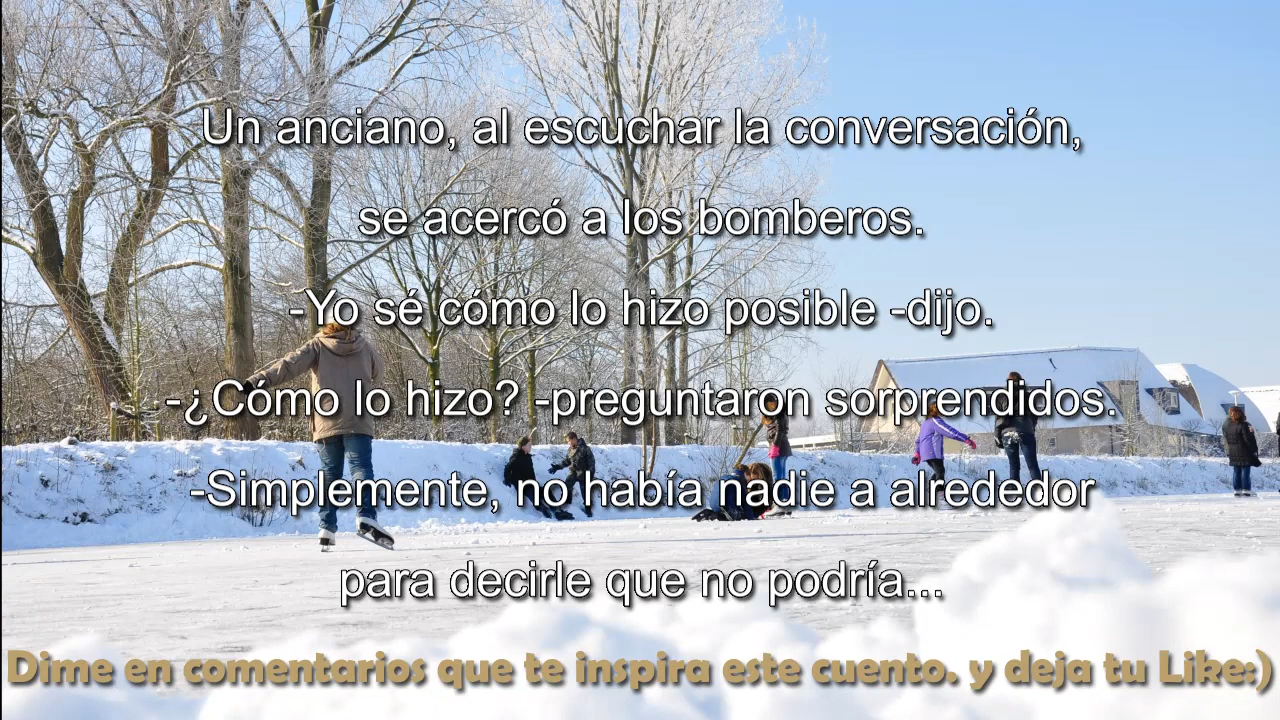 Un anciano, al escuchar la conversación,
se acercó a los bomberos.
-Yo sé cómo lo hizo posible -dijo.
-¿Cómo lo hizo? -preguntaron sorprendidos.
-Simplemente, no había nadie a alrededor
para decirle que no podría...
Dime en comentarios que te inspira este cuento. y deja tu Like:)